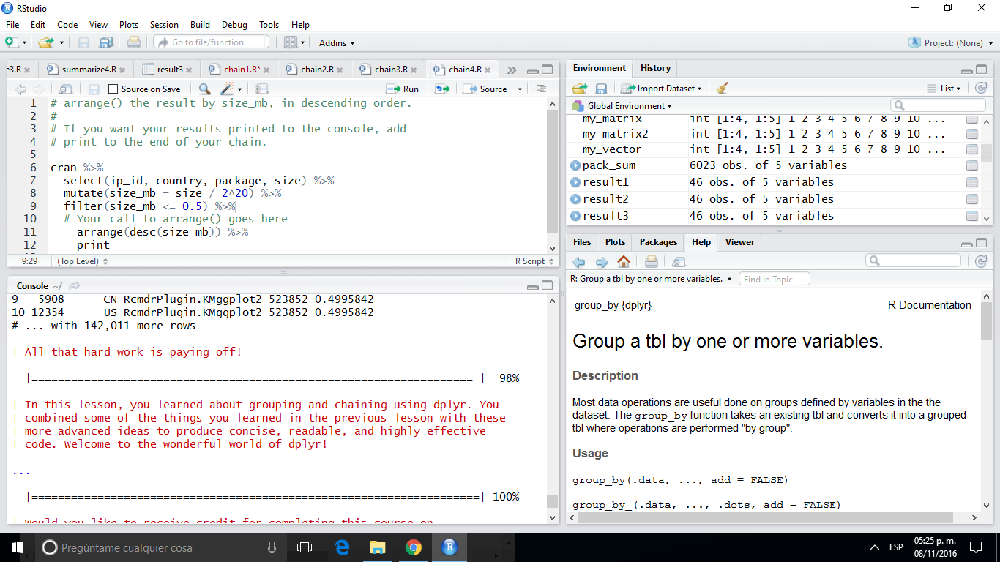 RStudio
File Edit Code View Plots Session Build Debug Tools Help
Go to file/function Addins Project: (None)
e3.R summarize4.R result3 chain1.R* chain2.R chain3.R chain4.R
Source on Save Run Source
1 # arrange() the result by size_mb, in descending order.
2 #
3 # If you want your results printed to the console, add
4 # print to the end of your chain.
5
6 cran %>%
7 select(ip_id, country, package, size) %>%
8 mutate(size_mb = size / 2^20) %>%
9 filter(size_mb <= 0.5) %>%
10 # Your call to arrange() goes here
11 arrange(desc(size_mb)) %>%
12 print
9:29 (Top Level) R Script
Console ~/
9 5908 CN RcmdrPlugin.KMggplot2 523852 0.4995842
10 12354 US RcmdrPlugin.KMggplot2 523852 0.4995842
# ... with 142,011 more rows
| All that hard work is paying off!
|=================================================================== | 98%
| In this lesson, you learned about grouping and chaining using dplyr. You
| combined some of the things you learned in the previous lesson with these
| more advanced ideas to produce concise, readable, and highly effective
| code. Welcome to the wonderful world of dplyr!
...
|====================================================================| 100%
| Would you like to receive credit for completing this course on
Environment History
Import Dataset List
Global Environment
my_matrix int [1:4, 1:5] 1 2 3 4 5 6 7 8 9 10 ...
my_matrix2 int [1:4, 1:5] 1 2 3 4 5 6 7 8 9 10 ...
my_vector int [1:4, 1:5] 1 2 3 4 5 6 7 8 9 10 ...
pack_sum 6023 obs. of 5 variables
result1 46 obs. of 5 variables
result2 46 obs. of 5 variables
result3 46 obs. of 5 variables
Files Plots Packages Help Viewer
R: Group a tbl by one or more variables. Find in Topic
group_by {dplyr} R Documentation
Group a tbl by one or more variables.
Description
Most data operations are useful done on groups defined by variables in the the
dataset. The group_by function takes an existing tbl and converts it into a grouped
tbl where operations are performed "by group".
Usage
group_by(.data, ..., add = FALSE)
group_by_(.data, ..., .dots, add = FALSE)
Pregúntame cualquier cosa
ESP
05:25 p. m.
08/11/2016